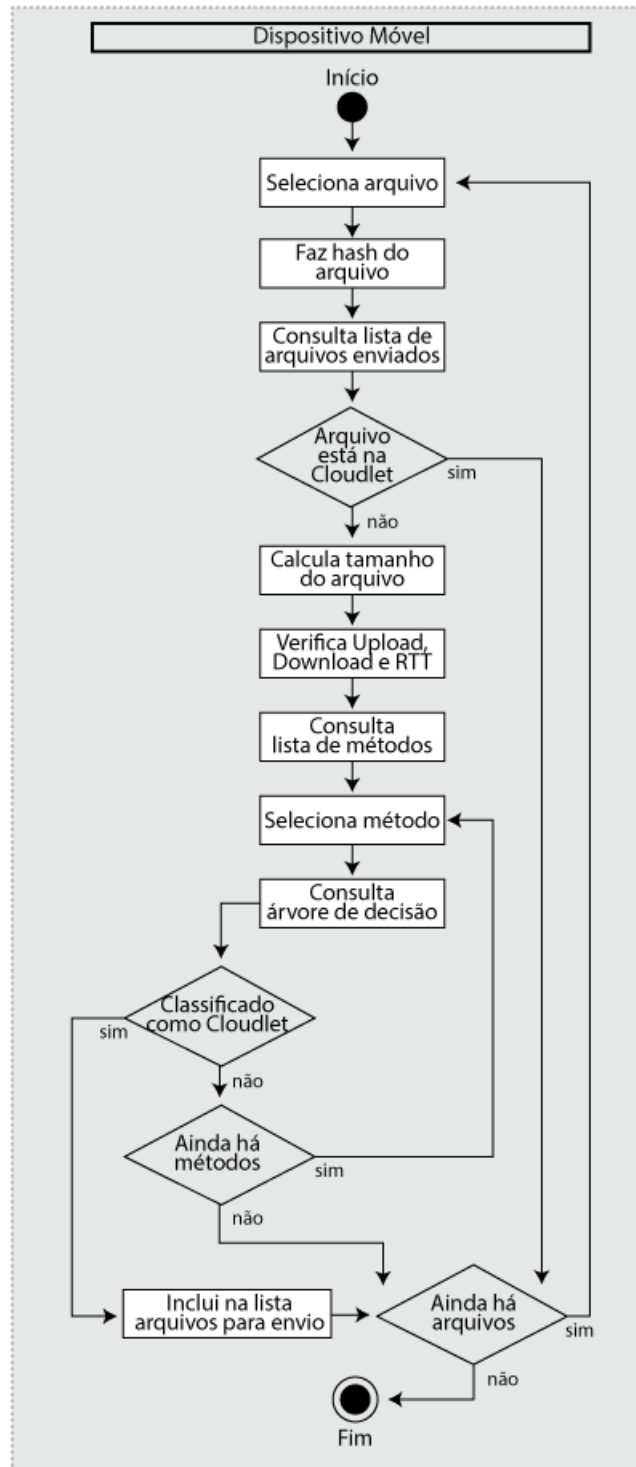 Dispositivo Móvel
Início
Seleciona arquivo
Faz hash do
arquivo
Consulta lista de
arquivos enviados
Arquivo
está na
Cloudlet
sim
não
Calcula tamanho
do arquivo
Verifica Upload,
Download e RTT
Consulta
lista de métodos
Seleciona método
Consulta
árvore de decisão
Classificado
como Cloudlet
sim
não
Ainda há
métodos
sim
não
Inclui na lista
arquivos para envio
Ainda há
arquivos
sim
não
Fim